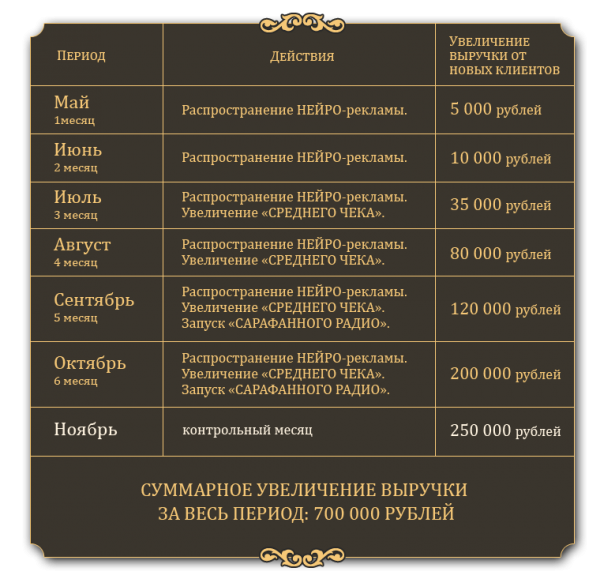 Период
Действия
Увеличение
выручки от
новых клиентов
Май
1месяц
Распространение НЕЙРО-рекламы.
5 000 рублей
Июнь
2 месяц
Распространение НЕЙРО-рекламы.
10 000 рублей
Июль
3 месяц
Распространение НЕЙРО-рекламы.
Увеличение «СРЕДНЕГО ЧЕКА».
35 000 рублей
Август
4 месяц
Распространение НЕЙРО-рекламы.
Увеличение «СРЕДНЕГО ЧЕКА».
80 000 рублей
Сентябрь
5 месяц
Распространение НЕЙРО-рекламы.
Увеличение «СРЕДНЕГО ЧЕКА».
Запуск «САРАФАННОГО РАДИО».
120 000 рублей
Октябрь
6 месяц
Распространение НЕЙРО-рекламы.
Увеличение «СРЕДНЕГО ЧЕКА».
Запуск «САРАФАННОГО РАДИО».
200 000 рублей
Ноябрь
контрольный месяц
250 000 рублей
СУММАРНОЕ УВЕЛИЧЕНИЕ ВЫРУЧКИ
ЗА ВЕСЬ ПЕРИОД: 700 000 РУБЛЕЙ